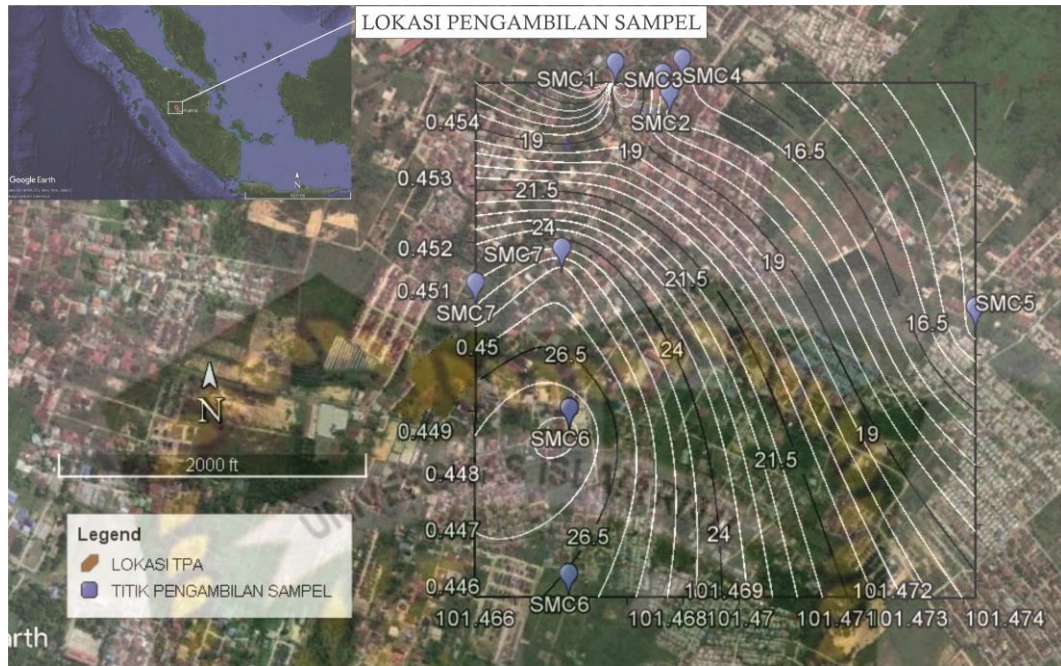 LOKASI PENGAMBILAN SAMPEL
Google Earth
N
SMC1
SMC3
SMC4
SMC2
0.454
19
19
16.5
0.453
21.5
24
0.452
SMC7
0.451
SMC7
21.5
19
16.5
SMC5
0.45
26.5
24
N
0.449
SMC6
19
2000 ft
0.448
21.5
0.447
26.5
24
Legend
LOKASI TPA
TITIK PENGAMBILAN SAMPEL
0.446
SMC6
101.469
101.472
101.466
101.468
101.47
101.471
101.473
101.474
arth